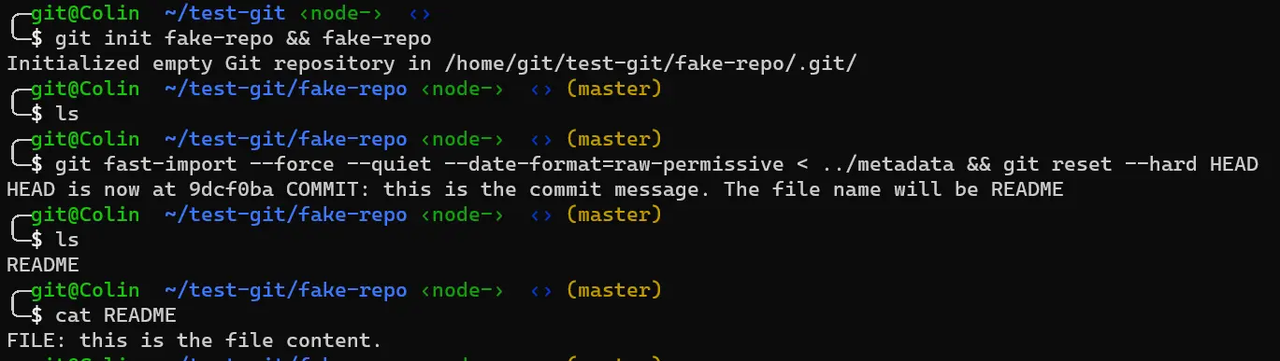 git@Colin ~/test-git ‹node-› ‹›
$ git init fake-repo && fake-repo
Initialized empty Git repository in /home/git/test-git/fake-repo/.git/
git@Colin ~/test-git/fake-repo ‹node-› ‹› (master)
$ ls
git@Colin ~/test-git/fake-repo ‹node-› ‹› (master)
$ git fast-import --force --quiet --date-format=raw-permissive < ../metadata && git reset --hard HEAD
HEAD is now at 9dcf0ba COMMIT: this is the commit message. The file name will be README
git@Colin ~/test-git/fake-repo ‹node-› ‹› (master)
$ ls
README
git@Colin ~/test-git/fake-repo ‹node-› ‹› (master)
$ cat README
FILE: this is the file content.